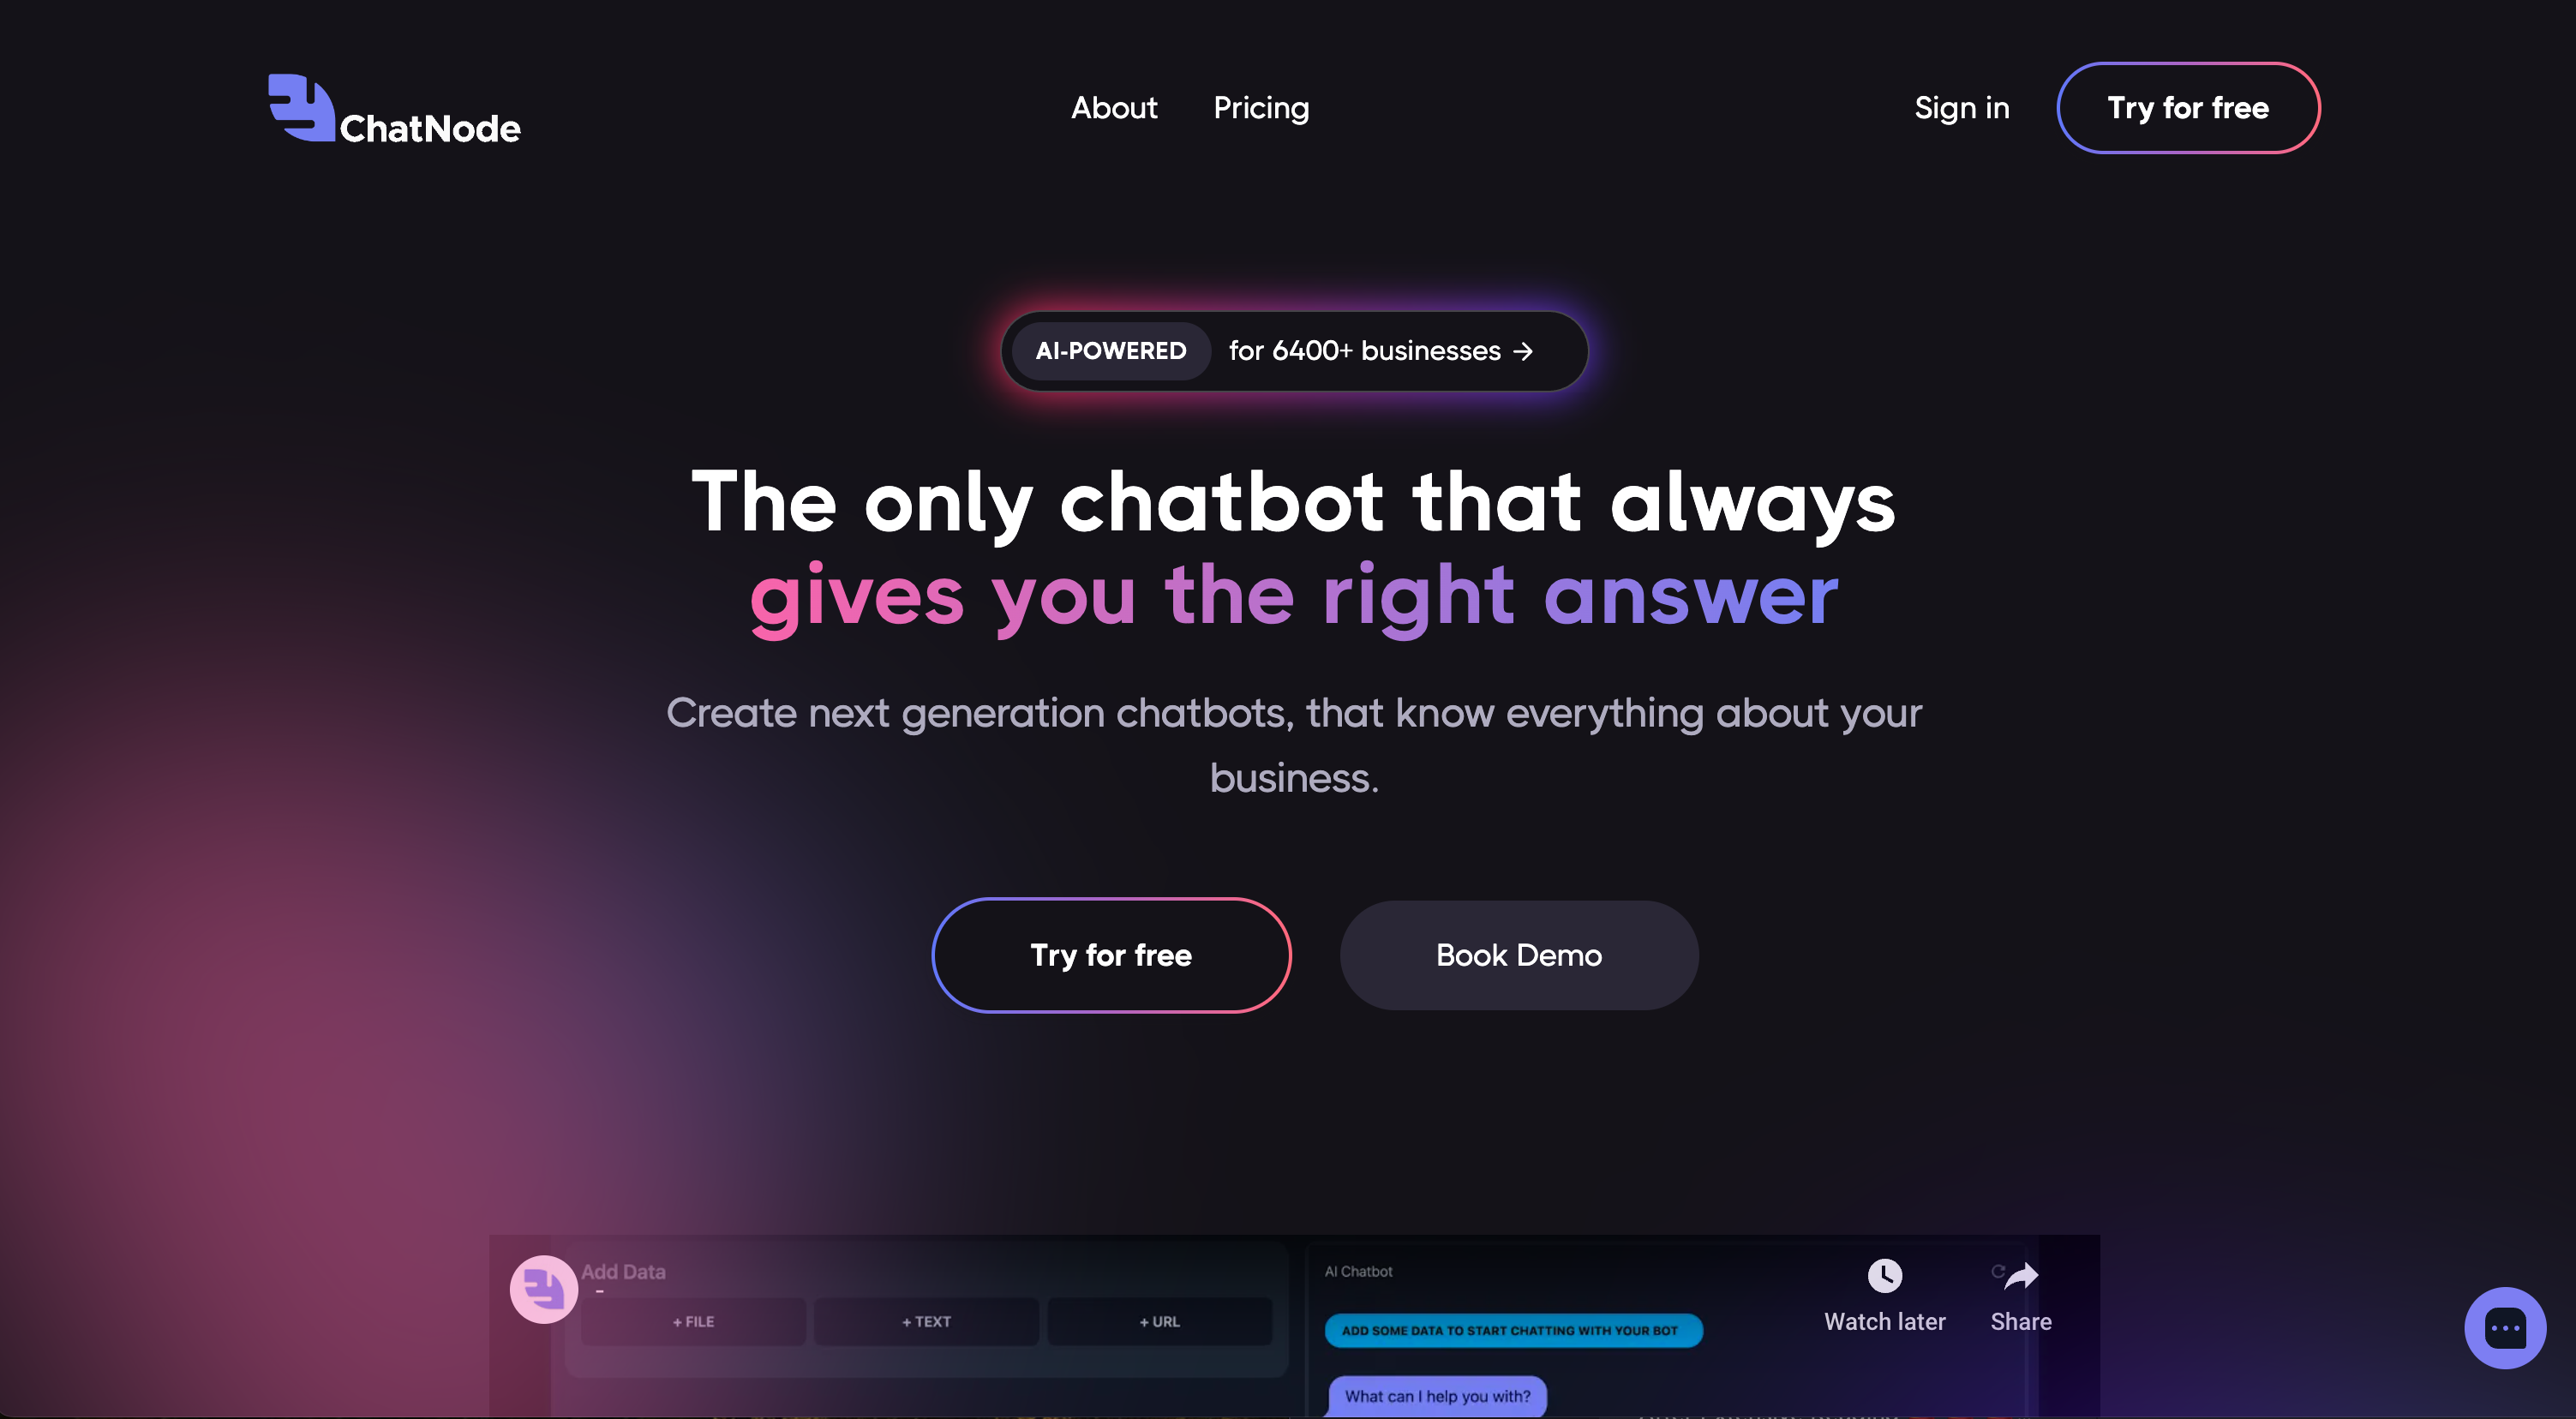 ChatNode
About
Pricing
Sign in
Try for free
AI-POWERED for 6400+ businesses →
The only chatbot that always
gives you the right answer
Create next generation chatbots, that know everything about your
business.
Try for free
Book Demo
Add Data
+ FILE
+ TEXT
+ URL
AI Chatbot
ADD SOME DATA TO START CHATTING WITH YOUR BOT
What can I help you with?
Watch later
Share